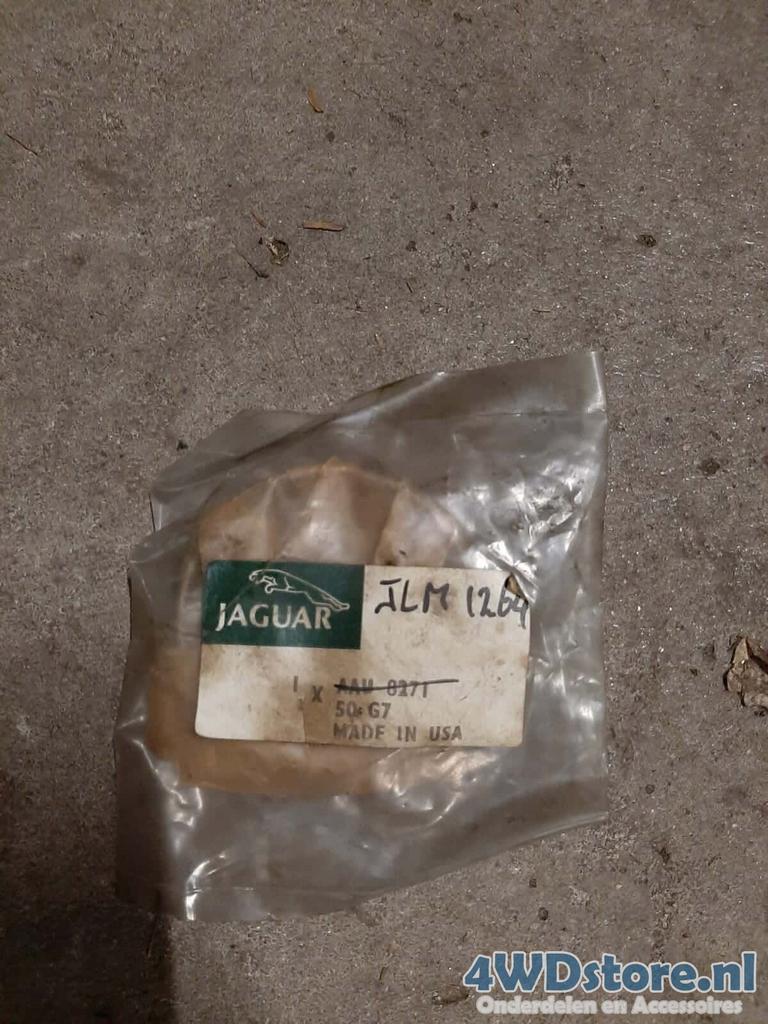 JAGUAR
JLM 1264
1 X AAU 8271
50 G7
MADE IN USA
4WDstore.nl
Onderdelen en Accessoires